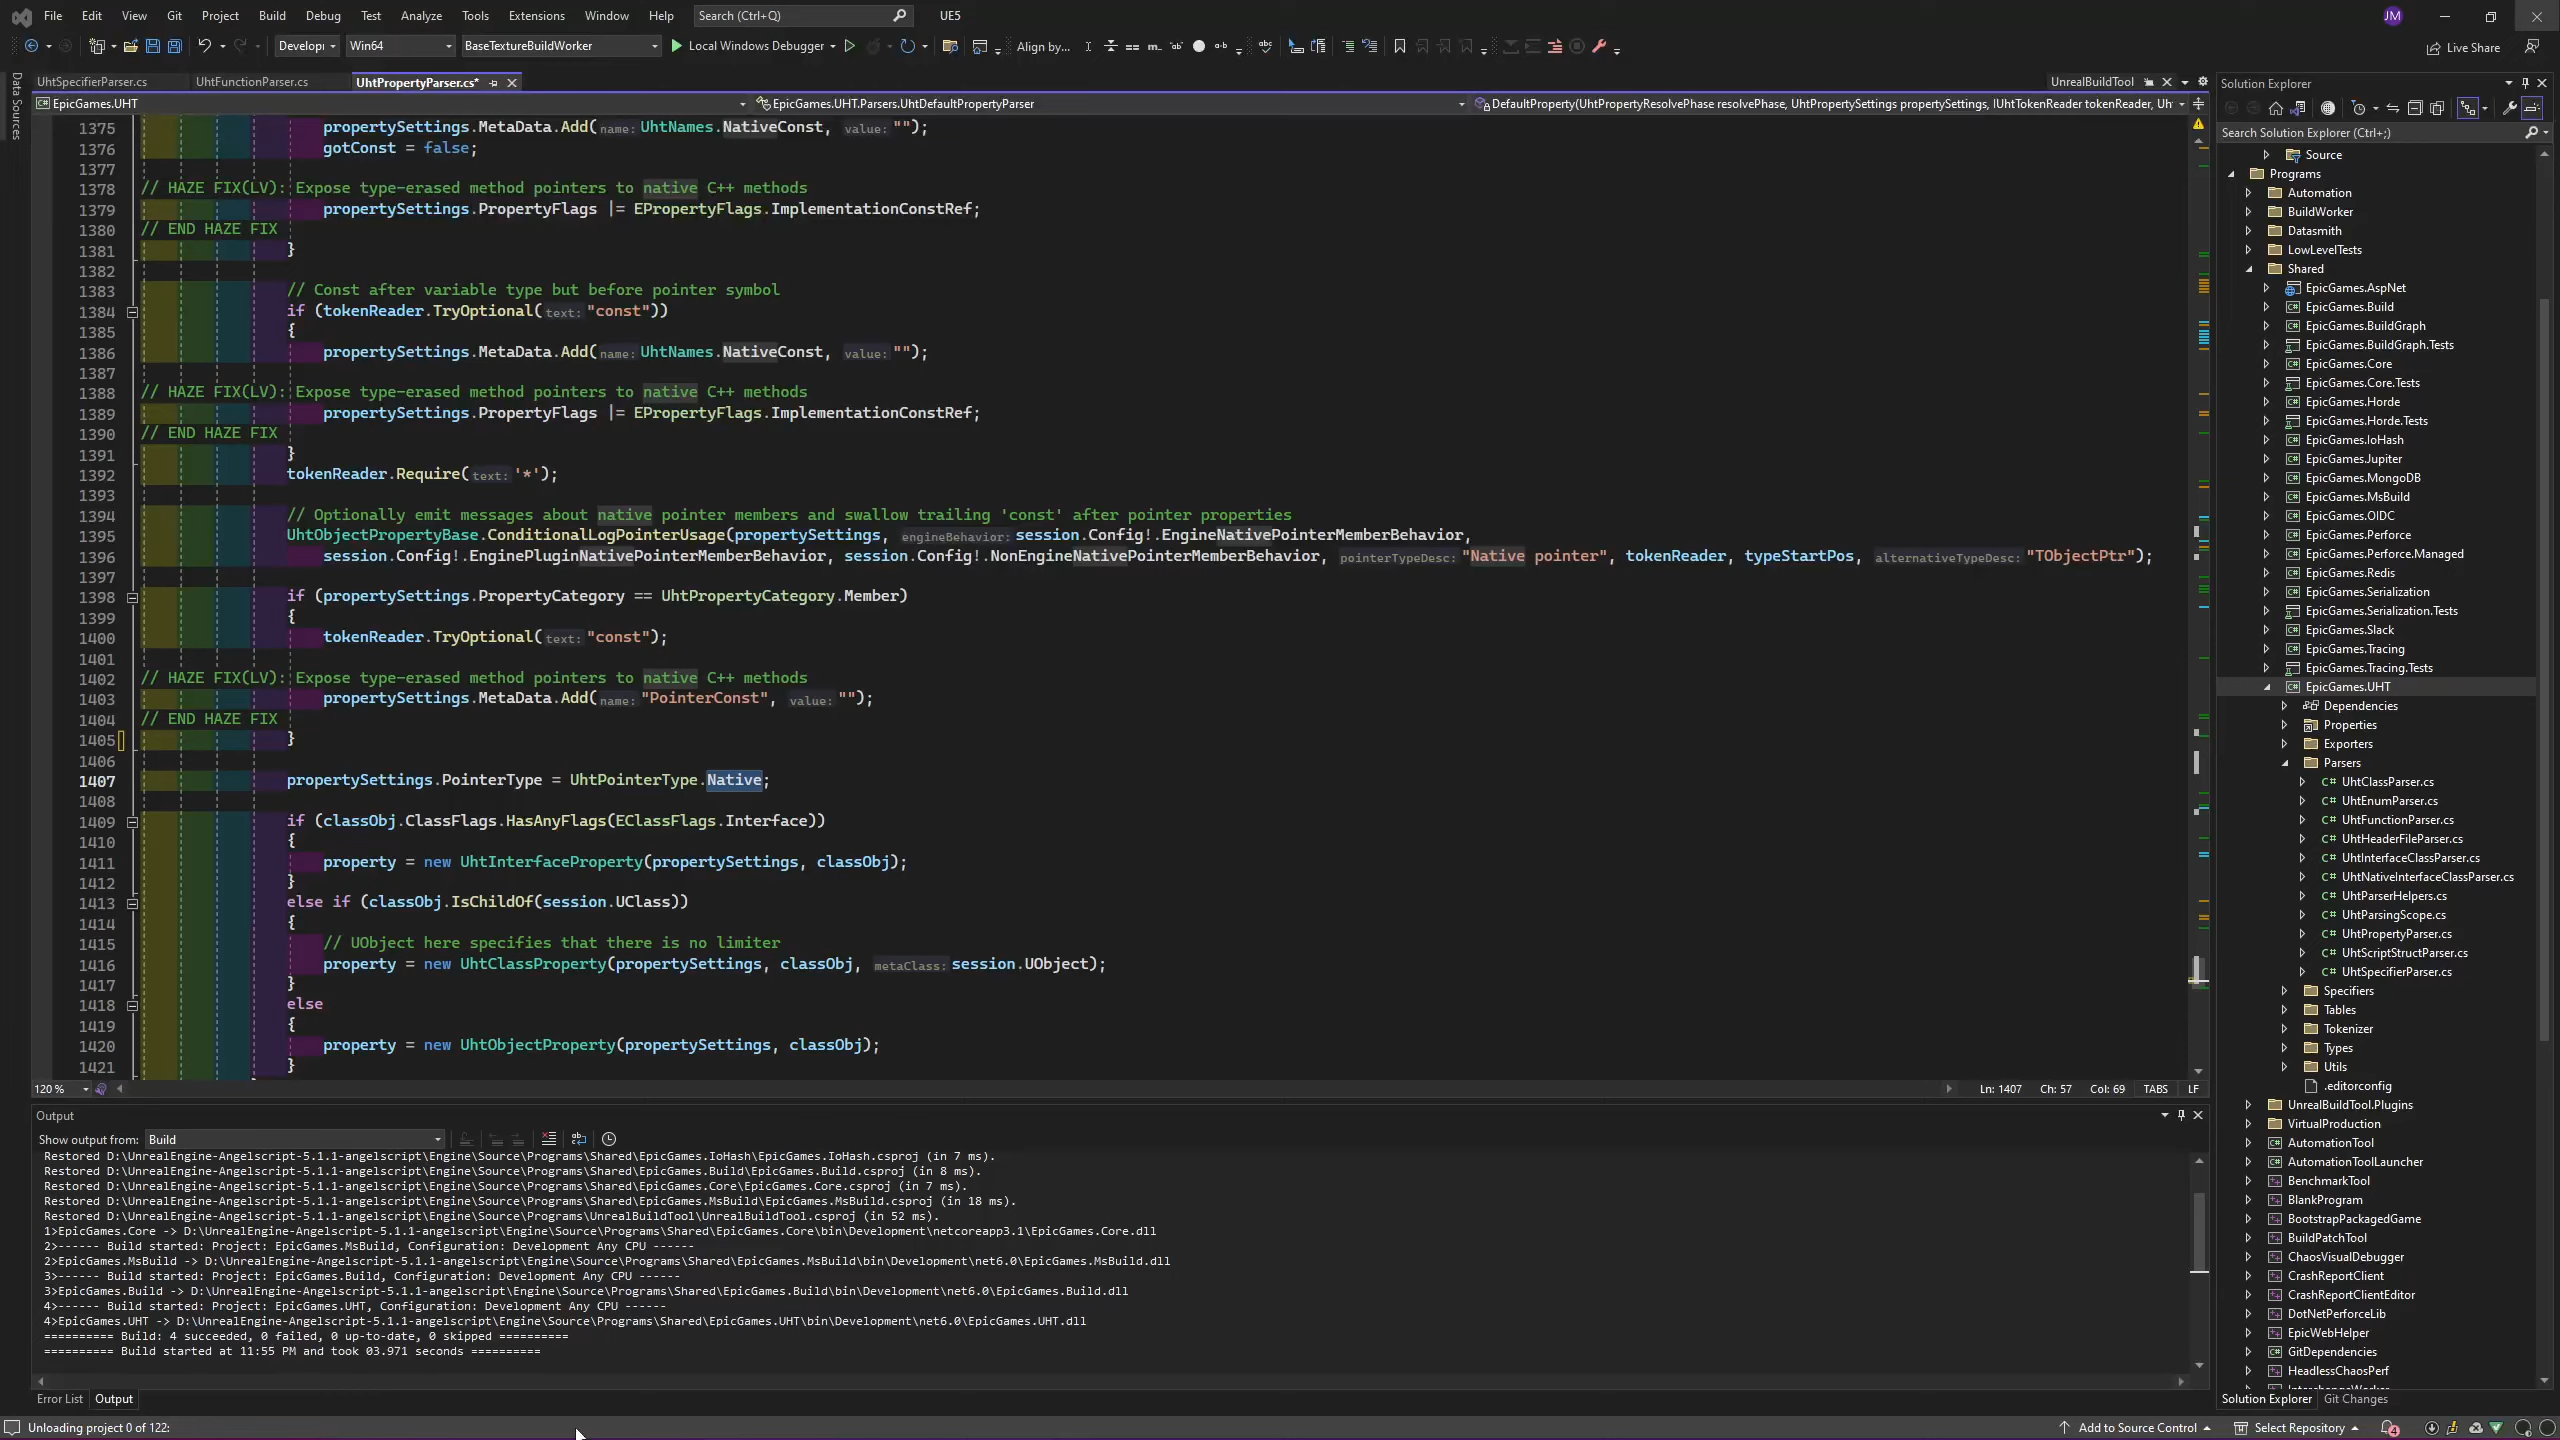 File Edit View Git Project Build Debug Test Analyze Tools Extensions Window Help Search (Ctrl+Q) UE5 JM
Win64 BaseTextureBuildWorker Local Windows Debugger Align by... Live Share
Data Sources
UhtSpecifierParser.cs UhtFunctionParser.cs UhtPropertyParser.cs* UnrealBuildTool
EpicGames.UHT EpicGames.UHT.Parsers.UhtDefaultPropertyParser DefaultProperty(UhtPropertyResolvePhase resolvePhase, UhtPropertySettings propertySettings, IUhtTokenReader tokenReader, Uh
1375 propertySettings.MetaData.Add(name: UhtNames.NativeConst, value: "");
1376 gotConst = false;
1377
1378 // HAZE FIX(LV): Expose type-erased method pointers to native C++ methods
1379 propertySettings.PropertyFlags |= EPropertyFlags.ImplementationConstRef;
1380 // END HAZE FIX
1381 }
1382
1383 // Const after variable type but before pointer symbol
1384 if (tokenReader.TryOptional(text: "const"))
1385 {
1386 propertySettings.MetaData.Add(name: UhtNames.NativeConst, value: "");
1387
1388 // HAZE FIX(LV): Expose type-erased method pointers to native C++ methods
1389 propertySettings.PropertyFlags |= EPropertyFlags.ImplementationConstRef;
1390 // END HAZE FIX
1391 }
1392 tokenReader.Require(text: '*');
1393
1394 // Optionally emit messages about native pointer members and swallow trailing 'const' after pointer properties
1395 UhtObjectPropertyBase.ConditionalLogPointerUsage(propertySettings, engineBehavior: session.Config!.EngineNativePointerMemberBehavior,
1396 session.Config!.EnginePluginNativePointerMemberBehavior, session.Config!.NonEngineNativePointerMemberBehavior, pointerTypeDesc: "Native pointer", tokenReader, typeStartPos, alternativeTypeDesc: "TObjectPtr");
1397
1398 if (propertySettings.PropertyCategory == UhtPropertyCategory.Member)
1399 {
1400 tokenReader.TryOptional(text: "const");
1401
1402 // HAZE FIX(LV): Expose type-erased method pointers to native C++ methods
1403 propertySettings.MetaData.Add(name: "PointerConst", value: "");
1404 // END HAZE FIX
1405 }
1406
1407 propertySettings.PointerType = UhtPointerType.Native;
1408
1409 if (classObj.ClassFlags.HasAnyFlags(EClassFlags.Interface))
1410 {
1411 property = new UhtInterfaceProperty(propertySettings, classObj);
1412 }
1413 else if (classObj.IsChildOf(session.UClass))
1414 {
1415 // UObject here specifies that there is no limiter
1416 property = new UhtClassProperty(propertySettings, classObj, metaClass: session.UObject);
1417 }
1418 else
1419 {
1420 property = new UhtObjectProperty(propertySettings, classObj);
1421 }
120 % Ln: 1407 Ch: 57 Col: 69 TABS LF
Output
Show output from: Build
Restored D:\UnrealEngine-Angelscript-5.1.1-angelscript\Engine\Source\Programs\Shared\EpicGames.IoHash\EpicGames.IoHash.csproj (in 7 ms).
Restored D:\UnrealEngine-Angelscript-5.1.1-angelscript\Engine\Source\Programs\Shared\EpicGames.Build\EpicGames.Build.csproj (in 8 ms).
Restored D:\UnrealEngine-Angelscript-5.1.1-angelscript\Engine\Source\Programs\Shared\EpicGames.Core\EpicGames.Core.csproj (in 7 ms).
Restored D:\UnrealEngine-Angelscript-5.1.1-angelscript\Engine\Source\Programs\Shared\EpicGames.MsBuild\EpicGames.MsBuild.csproj (in 18 ms).
Restored D:\UnrealEngine-Angelscript-5.1.1-angelscript\Engine\Source\Programs\UnrealBuildTool\UnrealBuildTool.csproj (in 52 ms).
1>EpicGames.Core -> D:\UnrealEngine-Angelscript-5.1.1-angelscript\Engine\Source\Programs\Shared\EpicGames.Core\bin\Development\netcoreapp3.1\EpicGames.Core.dll
2>------ Build started: Project: EpicGames.MsBuild, Configuration: Development Any CPU ------
2>EpicGames.MsBuild -> D:\UnrealEngine-Angelscript-5.1.1-angelscript\Engine\Source\Programs\Shared\EpicGames.MsBuild\bin\Development\net6.0\EpicGames.MsBuild.dll
3>------ Build started: Project: EpicGames.Build, Configuration: Development Any CPU ------
3>EpicGames.Build -> D:\UnrealEngine-Angelscript-5.1.1-angelscript\Engine\Source\Programs\Shared\EpicGames.Build\bin\Development\net6.0\EpicGames.Build.dll
4>------ Build started: Project: EpicGames.UHT, Configuration: Development Any CPU ------
4>EpicGames.UHT -> D:\UnrealEngine-Angelscript-5.1.1-angelscript\Engine\Source\Programs\Shared\EpicGames.UHT\bin\Development\net6.0\EpicGames.UHT.dll
========== Build: 4 succeeded, 0 failed, 0 up-to-date, 0 skipped ==========
========== Build started at 11:55 PM and took 03.971 seconds ==========
Error List Output
Unloading project 0 of 122:
Solution Explorer
Search Solution Explorer (Ctrl+;)
Source
Programs
Automation
BuildWorker
Datasmith
LowLevelTests
Shared
EpicGames.AspNet
EpicGames.Build
EpicGames.BuildGraph
EpicGames.BuildGraph.Tests
EpicGames.Core
EpicGames.Core.Tests
EpicGames.Horde
EpicGames.Horde.Tests
EpicGames.IoHash
EpicGames.Jupiter
EpicGames.MongoDB
EpicGames.MsBuild
EpicGames.OIDC
EpicGames.Perforce
EpicGames.Perforce.Managed
EpicGames.Redis
EpicGames.Serialization
EpicGames.Serialization.Tests
EpicGames.Slack
EpicGames.Tracing
EpicGames.Tracing.Tests
EpicGames.UHT
Dependencies
Properties
Exporters
Parsers
C# UhtClassParser.cs
C# UhtEnumParser.cs
C# UhtFunctionParser.cs
C# UhtHeaderFileParser.cs
C# UhtInterfaceClassParser.cs
C# UhtNativeInterfaceClassParser.cs
C# UhtParserHelpers.cs
C# UhtParsingScope.cs
C# UhtPropertyParser.cs
C# UhtScriptStructParser.cs
C# UhtSpecifierParser.cs
Specifiers
Tables
Tokenizer
Types
Utils
.editorconfig
UnrealBuildTool.Plugins
VirtualProduction
AutomationTool
AutomationToolLauncher
BenchmarkTool
BlankProgram
BootstrapPackagedGame
BuildPatchTool
ChaosVisualDebugger
CrashReportClient
CrashReportClientEditor
DotNetPerforceLib
EpicWebHelper
GitDependencies
HeadlessChaosPerf
Solution Explorer Git Changes
Add to Source Control Select Repository 4